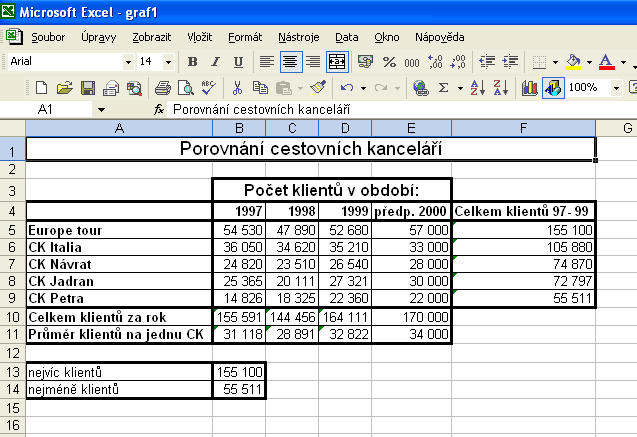 Microsoft Excel - graf1
Soubor Úpravy Zobrazit Vložit Formát Nástroje Data Okno Nápověda
Arial 14 B I U % 000
Σ 100%
A1 fx Porovnání cestovních kanceláří
A B C D E F G
1 Porovnání cestovních kanceláří
2
3 Počet klientů v období:
4 1997 1998 1999 předp. 2000 Celkem klientů 97- 99
5 Europe tour 54 530 47 890 52 680 57 000 155 100
6 CK Italia 36 050 34 620 35 210 33 000 105 880
7 CK Návrat 24 820 23 510 26 540 28 000 74 870
8 CK Jadran 25 365 20 111 27 321 30 000 72 797
9 CK Petra 14 826 18 325 22 360 22 000 55 511
10 Celkem klientů za rok 155 591 144 456 164 111 170 000
11 Průměr klientů na jednu CK 31 118 28 891 32 822 34 000
12
13 nejvíc klientů 155 100
14 nejméně klientů 55 511
15
16